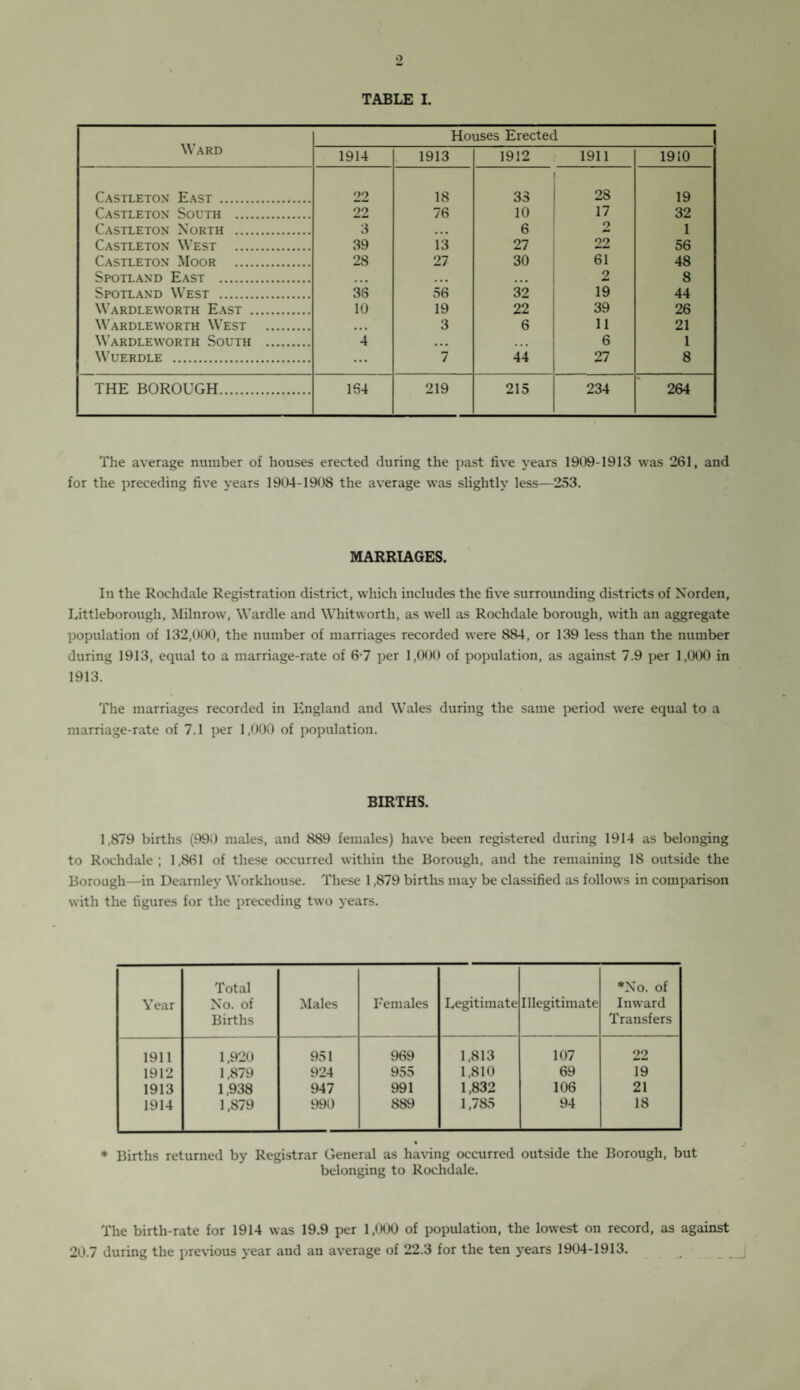 2
TABLE I.
WARD
Houses Erected
1914 1913 1912 1911 1910
CASTLETON EAST ................ 22 18 33 28 19
CASTLETON SOUTH ............... 22 76 10 17 32
CASTLETON NORTH ............... 3 ... 6 2 1
CASTLETON WEST ............... 39 13 27 22 56
CASTLETON MOOR ............... 28 27 30 61 48
SPOTLAND EAST ................ ... ... ... 2 8
SPOTLAND WEST ................ 36 56 32 19 44
WARDLEWORTH EAST ............ 10 19 22 39 26
WARDLEWORTH WEST ......... ... 3 6 11 21
WARDLEWORTH SOUTH ......... 4 ... ... 6 1
WUERDLE ........................ ... 7 44 27 8
THE BOROUGH.................. 164 219 215 234 264
The average number of houses erected during the past five years 1909-1913 was 261, and
for the preceding five years 1904-1908 the average was slightly less—253.
MARRIAGES.
In the Rochdale Registration district, which includes the five surrounding districts of Norden,
Littleborough, Milnrow, Wardle and Whitworth, as well as Rochdale borough, with an aggregate
population of 132,000, the number of marriages recorded were 884, or 139 less than the number
during 1913, equal to a marriage-rate of 6·7 per 1,000 of population, as against 7.9 per 1,000 in
1913.
The marriages recorded in England and Wales during the same period were equal to a
marriage-rate of 7.1 per 1,000 of population.
BIRTHS.
1,879 births (990 males, and 889 females) have been registered during 1914 as belonging
to Rochdale ; 1,861 of these occurred within the Borough, and the remaining 18 outside the
Borough—in Dearnley Workhouse. These 1,879 births may be classified as follows in comparison
with the figures for the preceding two years.
Year Total No. of Births Males Females Legitimate Illegitimate *No. of Inward Transfers
1911 1,920 951 969 1,813 107 22
1912 1,879 924 955 1,810 69 19
1913 1,938 947 991 1,832 106 21
1914 1,879 990 889 1,785 94 18
* Births returned by Registrar General as having occurred outside the Borough, but
belonging to Rochdale.
The birth-rate for 1914 was 19.9 per 1,000 of population, the lowest on record, as against
20.7 during the previous year and an average of 22.3 for the ten years 1904-1913.